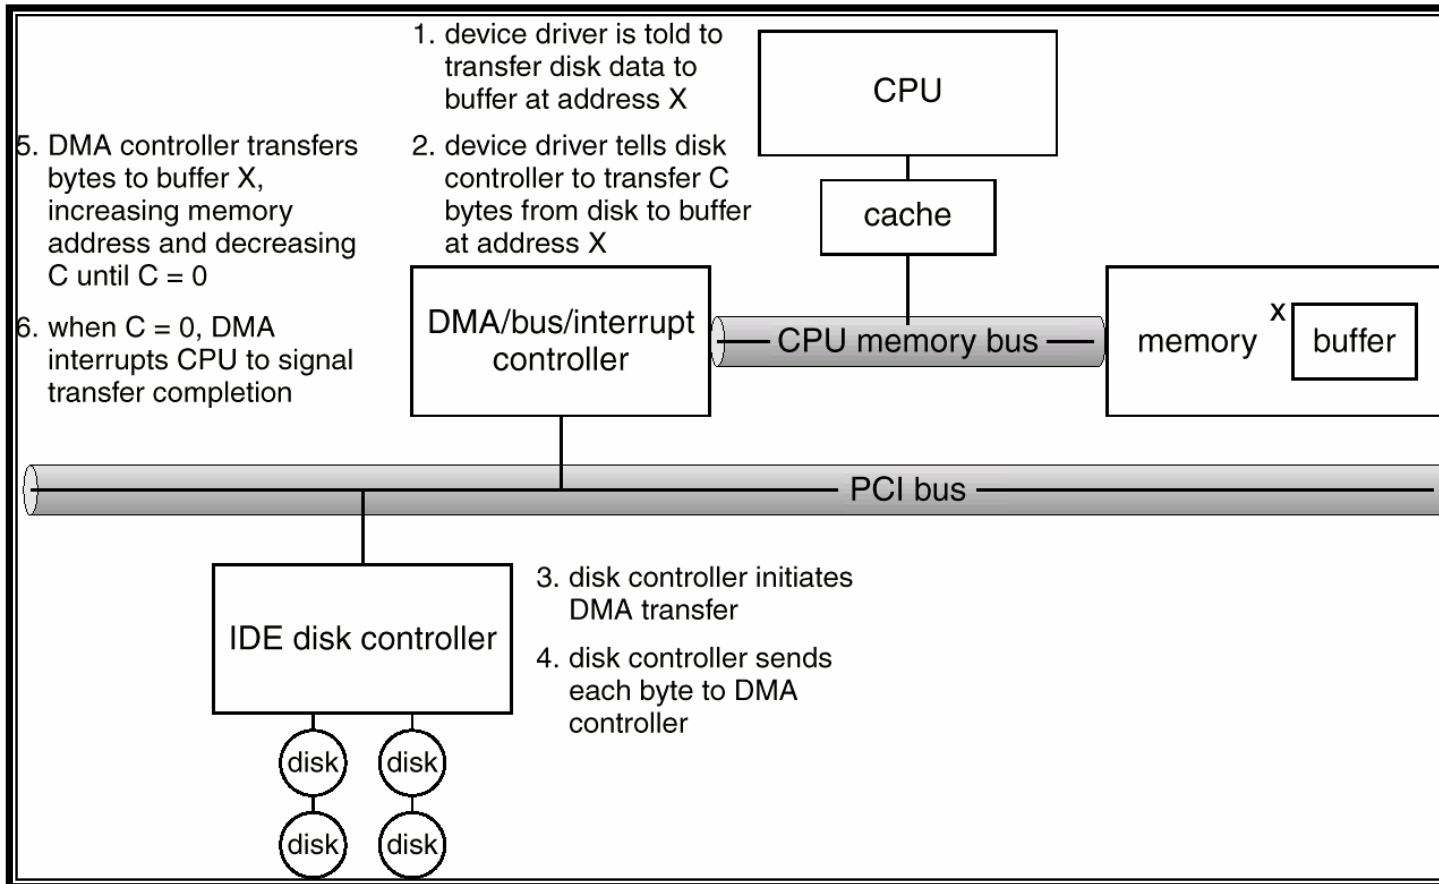 1. device driver is told to
transfer disk data to
buffer at address X
2. device driver tells disk
controller to transfer C
bytes from disk to buffer
at address X
5. DMA controller transfers
bytes to buffer X,
increasing memory
address and decreasing
C until C = 0
6. when C = 0, DMA
interrupts CPU to signal
transfer completion
CPU
cache
DMA/bus/interrupt
controller
CPU memory bus
memory
x
buffer
PCI bus
IDE disk controller
3. disk controller initiates
DMA transfer
4. disk controller sends
each byte to DMA
controller
disk
disk
disk
disk